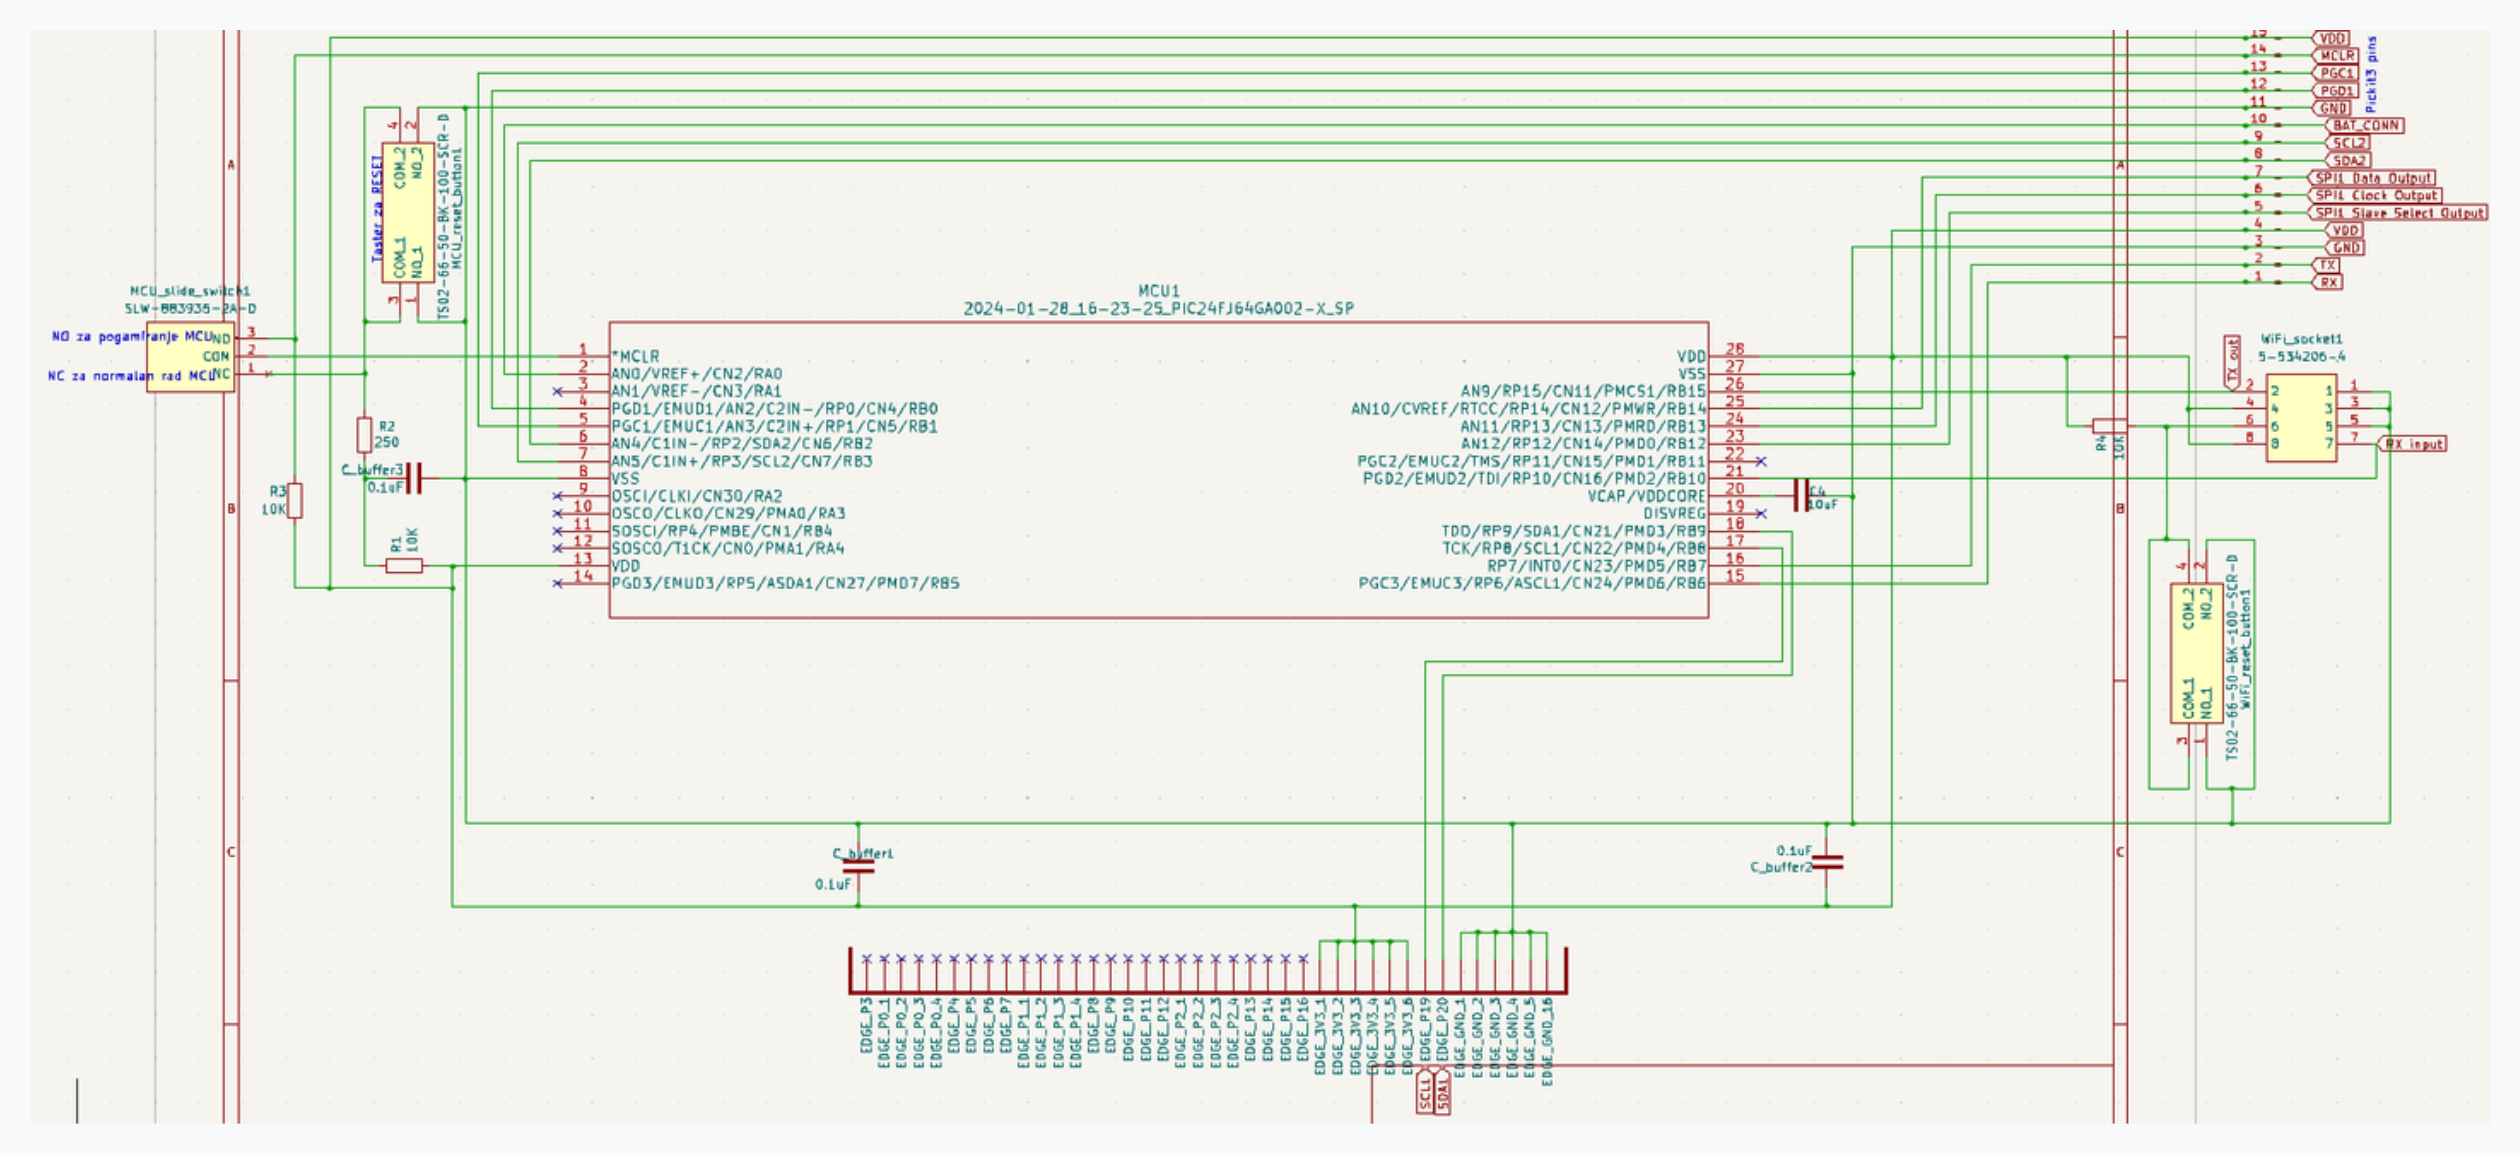 15 VDD
14 MCLR
13 PGC1
12 PGD1
11 GND
10 BAT_CONN
9 SCL2
8 SDA2
7 SPI1 Data Output
6 SPI1 Clock Output
5 SPI1 Slave Select Output
4 VDD
3 GND
2 TX
1 RX
Pickit3 pins
A
A
Taster za RESET
4 2
COM_2 NO_2
COM_1 NO_1
3 1
TS02-66-50-BK-100-SCR-D
MCU_reset_button1
MCU_slide_switch1
SLW-883935-2A-D
NO 3
COM 2
NC 1
NC za normalan rad MCU
MCU1
2024-01-28_16-23-25_PIC24FJ64GA002-X_SP
1 *MCLR
2 AN0/VREF+/CN2/RA0
3 AN1/VREF-/CN3/RA1
4 PGD1/EMUD1/AN2/C2IN-/RP0/CN4/RB0
5 PGC1/EMUC1/AN3/C2IN+/RP1/CN5/RB1
6 AN4/C1IN-/RP2/SDA2/CN6/RB2
7 AN5/C1IN+/RP3/SCL2/CN7/RB3
8 VSS
9 OSCI/CLKI/CN30/RA2
10 OSCO/CLKO/CN29/PMA0/RA3
11 SOSCI/RP4/PMBE/CN1/RB4
12 SOSCO/T1CK/CN0/PMA1/RA4
13 VDD
14 PGD3/EMUD3/RP5/ASDA1/CN27/PMD7/RB5
VDD 28
VSS 27
AN9/RP15/CN11/PMCS1/RB15 26
AN10/CVREF/RTCC/RP14/CN12/PMWR/RB14 25
AN11/RP13/CN13/PMRD/RB13 24
AN12/RP12/CN14/PMD0/RB12 23
PGC2/EMUC2/TMS/RP11/CN15/PMD1/RB11 22
PGD2/EMUD2/TDI/RP10/CN16/PMD2/RB10 21
VCAP/VDDCORE 20
DISVREG 19
TDO/RP9/SDA1/CN21/PMD3/RB9 18
TCK/RP8/SCL1/CN22/PMD4/RB8 17
RP7/INT0/CN23/PMD5/RB7 16
PGC3/EMUC3/RP6/ASCL1/CN24/PMD6/RB6 15
R2
250
C_buffer3
0.1uF
R3
10K
R1
10K
B
B
C4
10uF
R4
10K
TX out
WiFi_socket1
5-534206-4
2 2 1 1
4 4 3 3
6 6 5 5
8 8 7 7
RX input
4 2
COM_2 NO_2
COM_1 NO_1
3 1
TS02-66-50-BK-100-SCR-D
WiFi_reset_button1
C
C
C_buffer1
0.1uF
0.1uF
C_buffer2
EDGE_P3
EDGE_P0_1
EDGE_P0_2
EDGE_P0_3
EDGE_P0_4
EDGE_P4
EDGE_P5
EDGE_P6
EDGE_P7
EDGE_P1_1
EDGE_P1_2
EDGE_P1_3
EDGE_P1_4
EDGE_P8
EDGE_P9
EDGE_P10
EDGE_P11
EDGE_P12
EDGE_P2_1
EDGE_P2_2
EDGE_P2_3
EDGE_P2_4
EDGE_P13
EDGE_P14
EDGE_P15
EDGE_P16
EDGE_3V3_1
EDGE_3V3_2
EDGE_3V3_3
EDGE_3V3_4
EDGE_3V3_5
EDGE_3V3_6
EDGE_P19
EDGE_P20
EDGE_GND_1
EDGE_GND_2
EDGE_GND_3
EDGE_GND_4
EDGE_GND_5
EDGE_GND_16
SCL1
SDA1